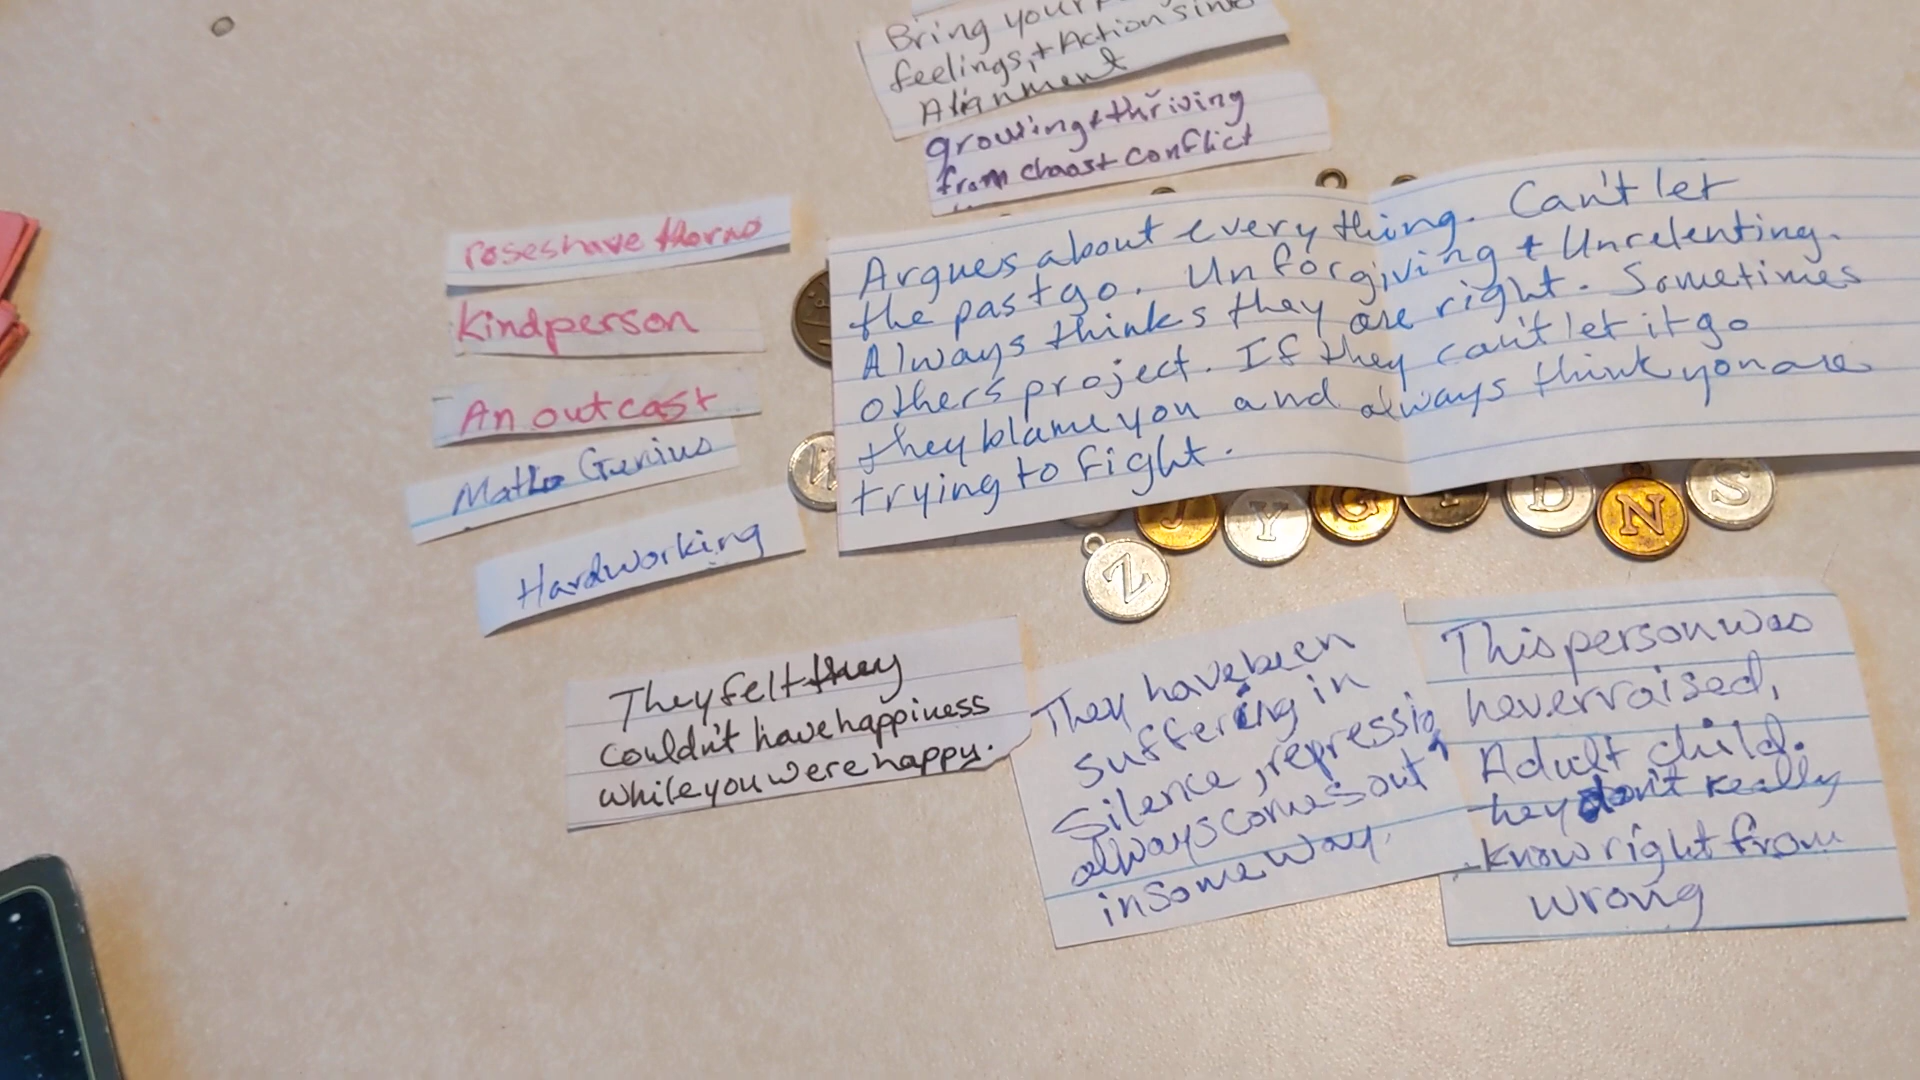 Bring your
feelings, + Actions into
Alignment
growing + thriving
from chaos + conflict
roses have thorns
Kind person
An outcast
Math Genius
Hardworking
Argues about everything. Can't let
the past go. Unforgiving + Unrelenting.
Always thinks they are right. Sometimes
others project. If they can't let it go
they blame you and always think you are
trying to fight.
J Y G I D N S
Z
They felt they
couldn't have happiness
while you were happy.
They have been
suffering in
silence, repressio
always comes out
in some way.
This person was
never raised,
Adult child.
they don't really
know right from
wrong